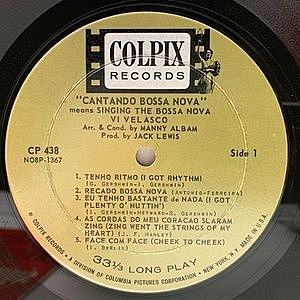 COLPIX
RECORDS
"CANTANDO BOSSA NOVA"
means SINGING THE BOSSA NOVA
VI VELASCO
Arr. & Cond. by MANNY ALBAM
Prod. by JACK LEWIS
CP 438
NO8P-1367
Side 1
1. TENHO RITMO (I GOT RHYTHM)
(G. GERSHWIN-I. GERSHWIN)
2. RECADO BOSSA NOVA (ANTONIO-FERREIRA)
3. EU TENHO BASTANTE de NADA (I GOT
PLENTY O' NUTTIN')
(I. GERSHWIN-HEYWARD-G. GERSHWIN)
4. AS CORDAS DO MEU CORACAO SLARAM
ZING (ZING WENT THE STRINGS OF MY
HEART) (J. F. HANLEY)
5. FACE COM FACE (CHEEK TO CHEEK)
(I. BERLIN)
33⅓ LONG PLAY
© COLPIX RECORDS, A DIVISION OF COLUMBIA PICTURES CORPORATION MADE IN U.S.A.